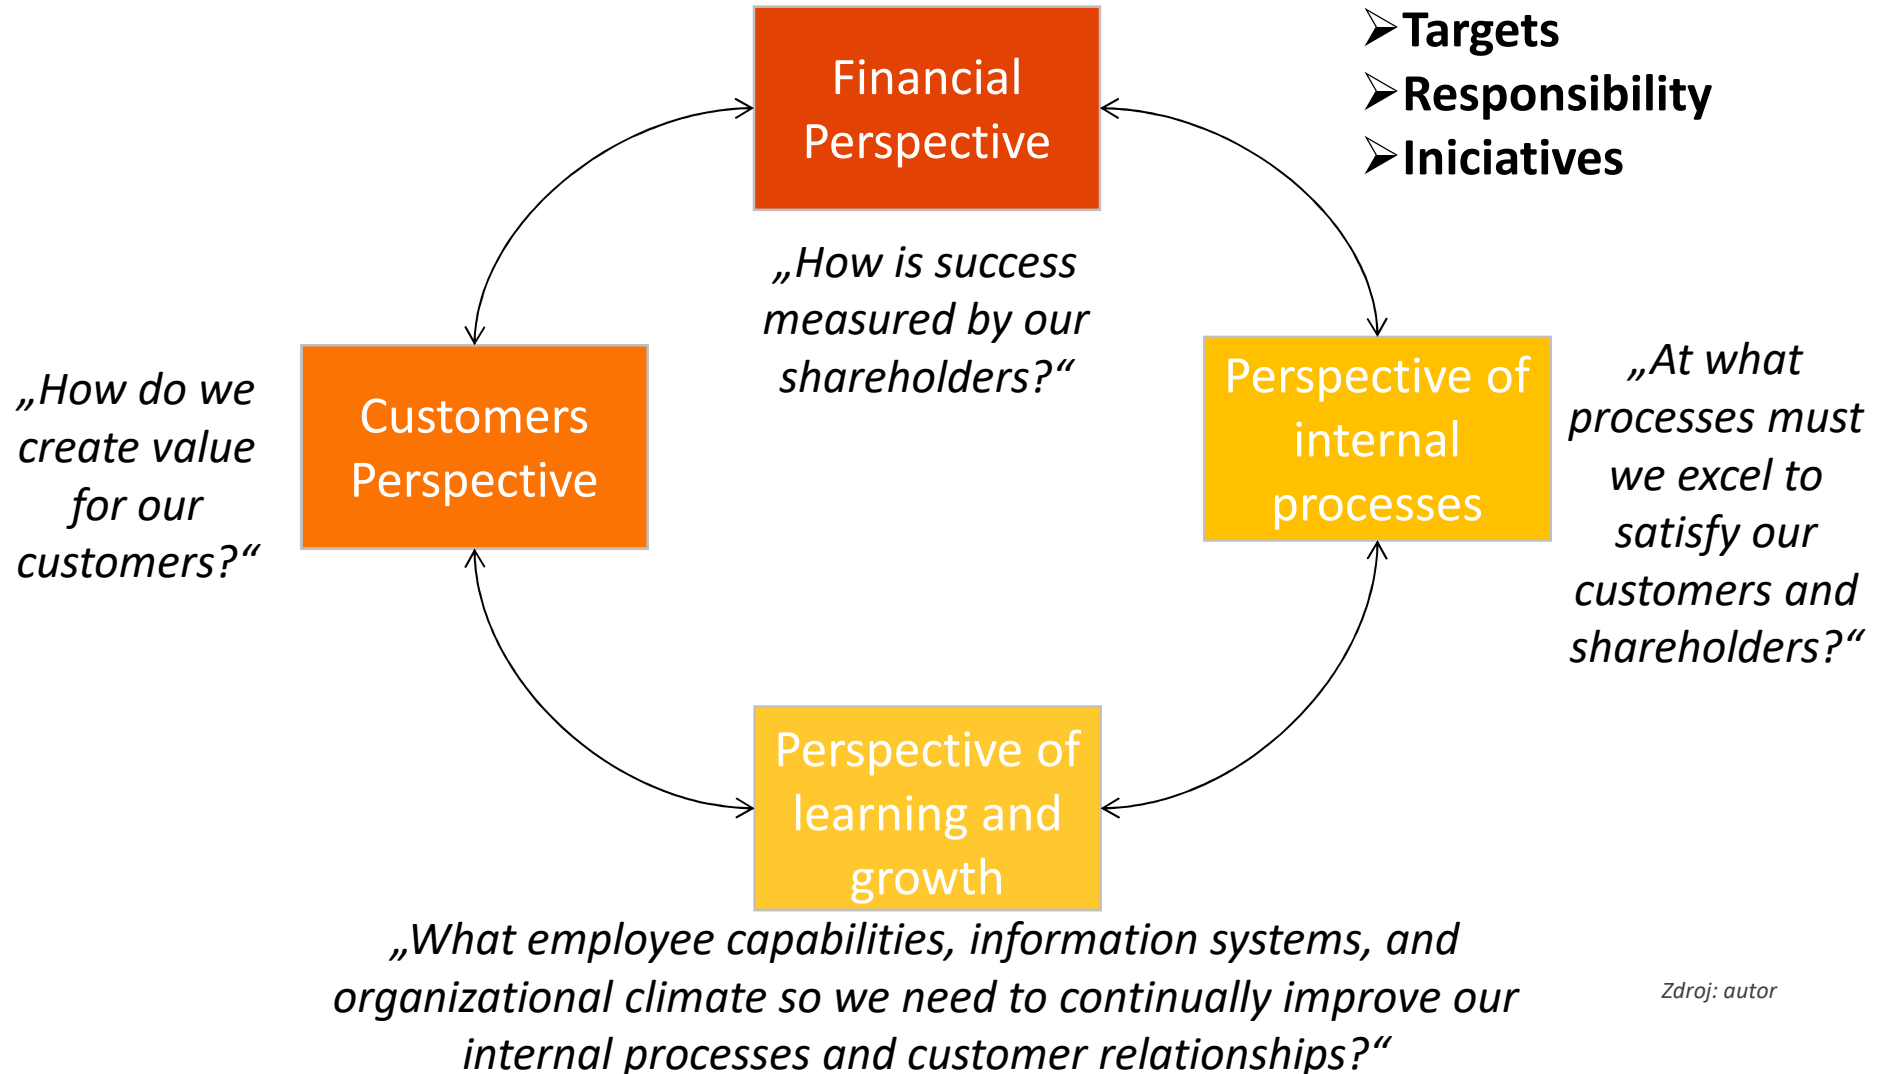 Financial
Perspective
➢Targets
➢Responsibility
➢Iniciatives
„How is success
measured by our
shareholders?“
„How do we
create value
for our
customers?“
Customers
Perspective
Perspective of
internal
processes
„At what
processes must
we excel to
satisfy our
customers and
shareholders?“
Perspective of
learning and
growth
„What employee capabilities, information systems, and
organizational climate so we need to continually improve our
internal processes and customer relationships?“
Zdroj: autor